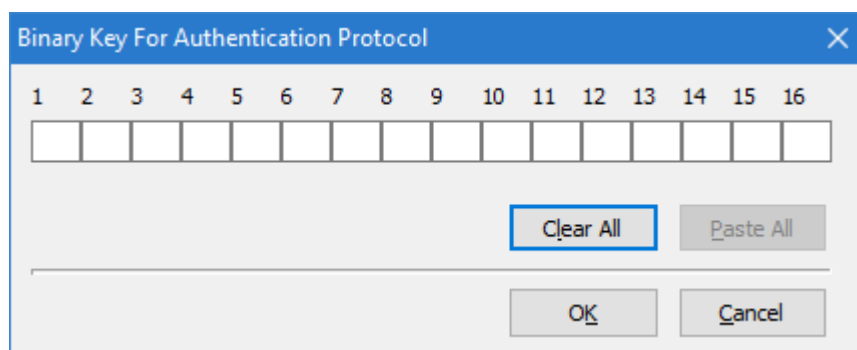 Binary Key For Authentication Protocol
1 2 3 4 5 6 7 8 9 10 11 12 13 14 15 16
Clear All Paste All
OK Cancel